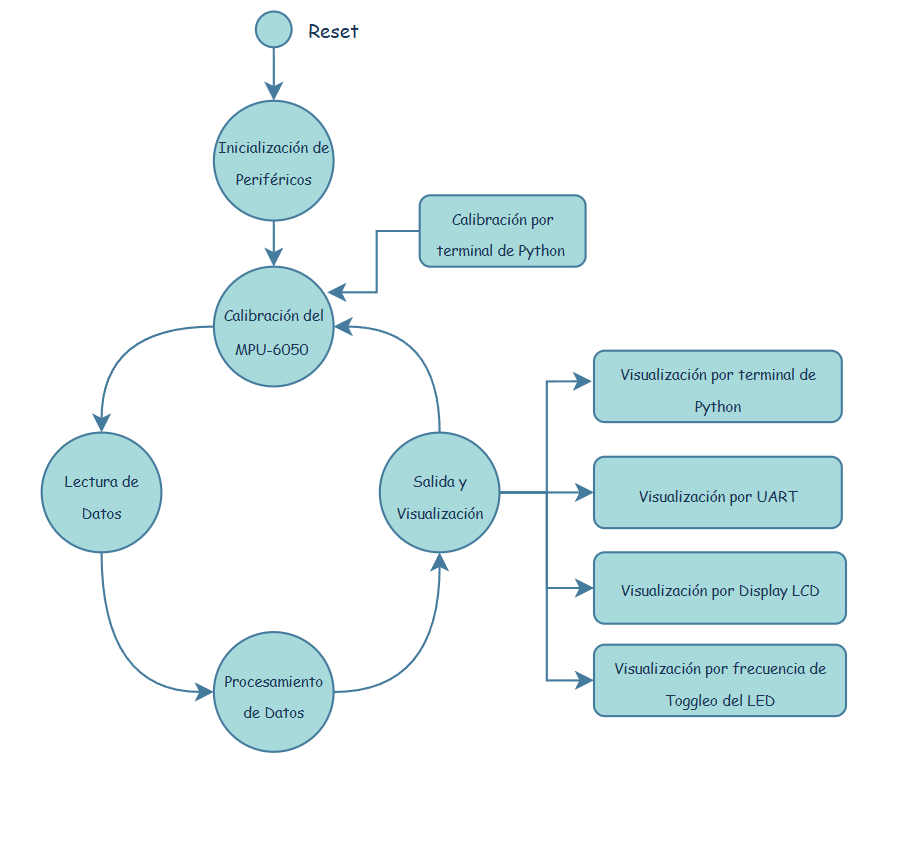 Reset
Inicialización de
Periféricos
Calibración por
terminal de Python
Calibración del
MPU-6050
Visualización por terminal de
Python
Lectura de
Datos
Salida y
Visualización
Visualización por UART
Visualización por Display LCD
Procesamiento
de Datos
Visualización por frecuencia de
Toggleo del LED